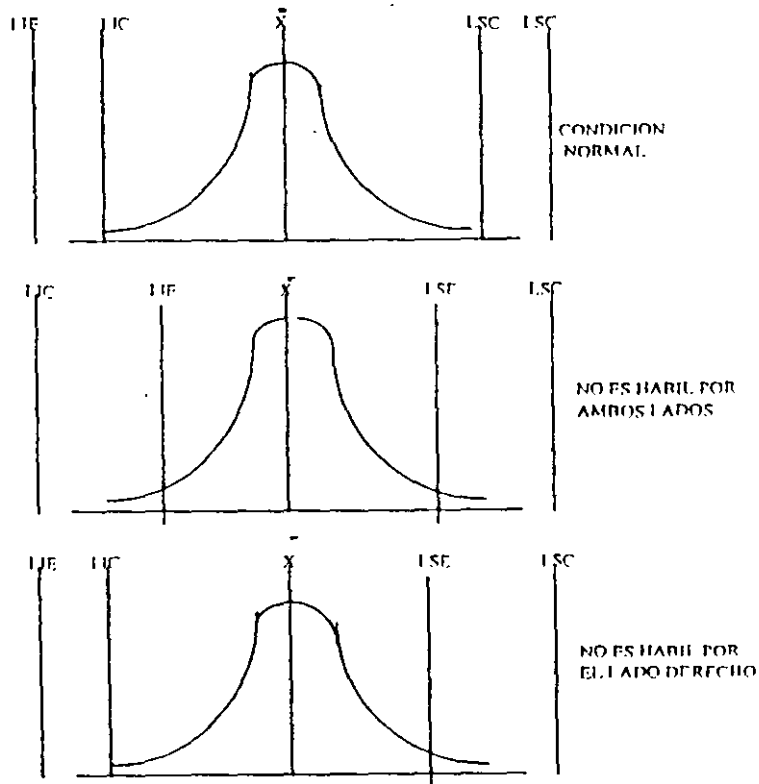 LIE LIC X̄ LSC LSC
CONDICION
NORMAL
LIC LIE X̄ LSE LSC
NO ES HABIL POR
AMBOS LADOS
LIE LIC X̄ LSE LSC
NO ES HABIL POR
EL LADO DERECHO